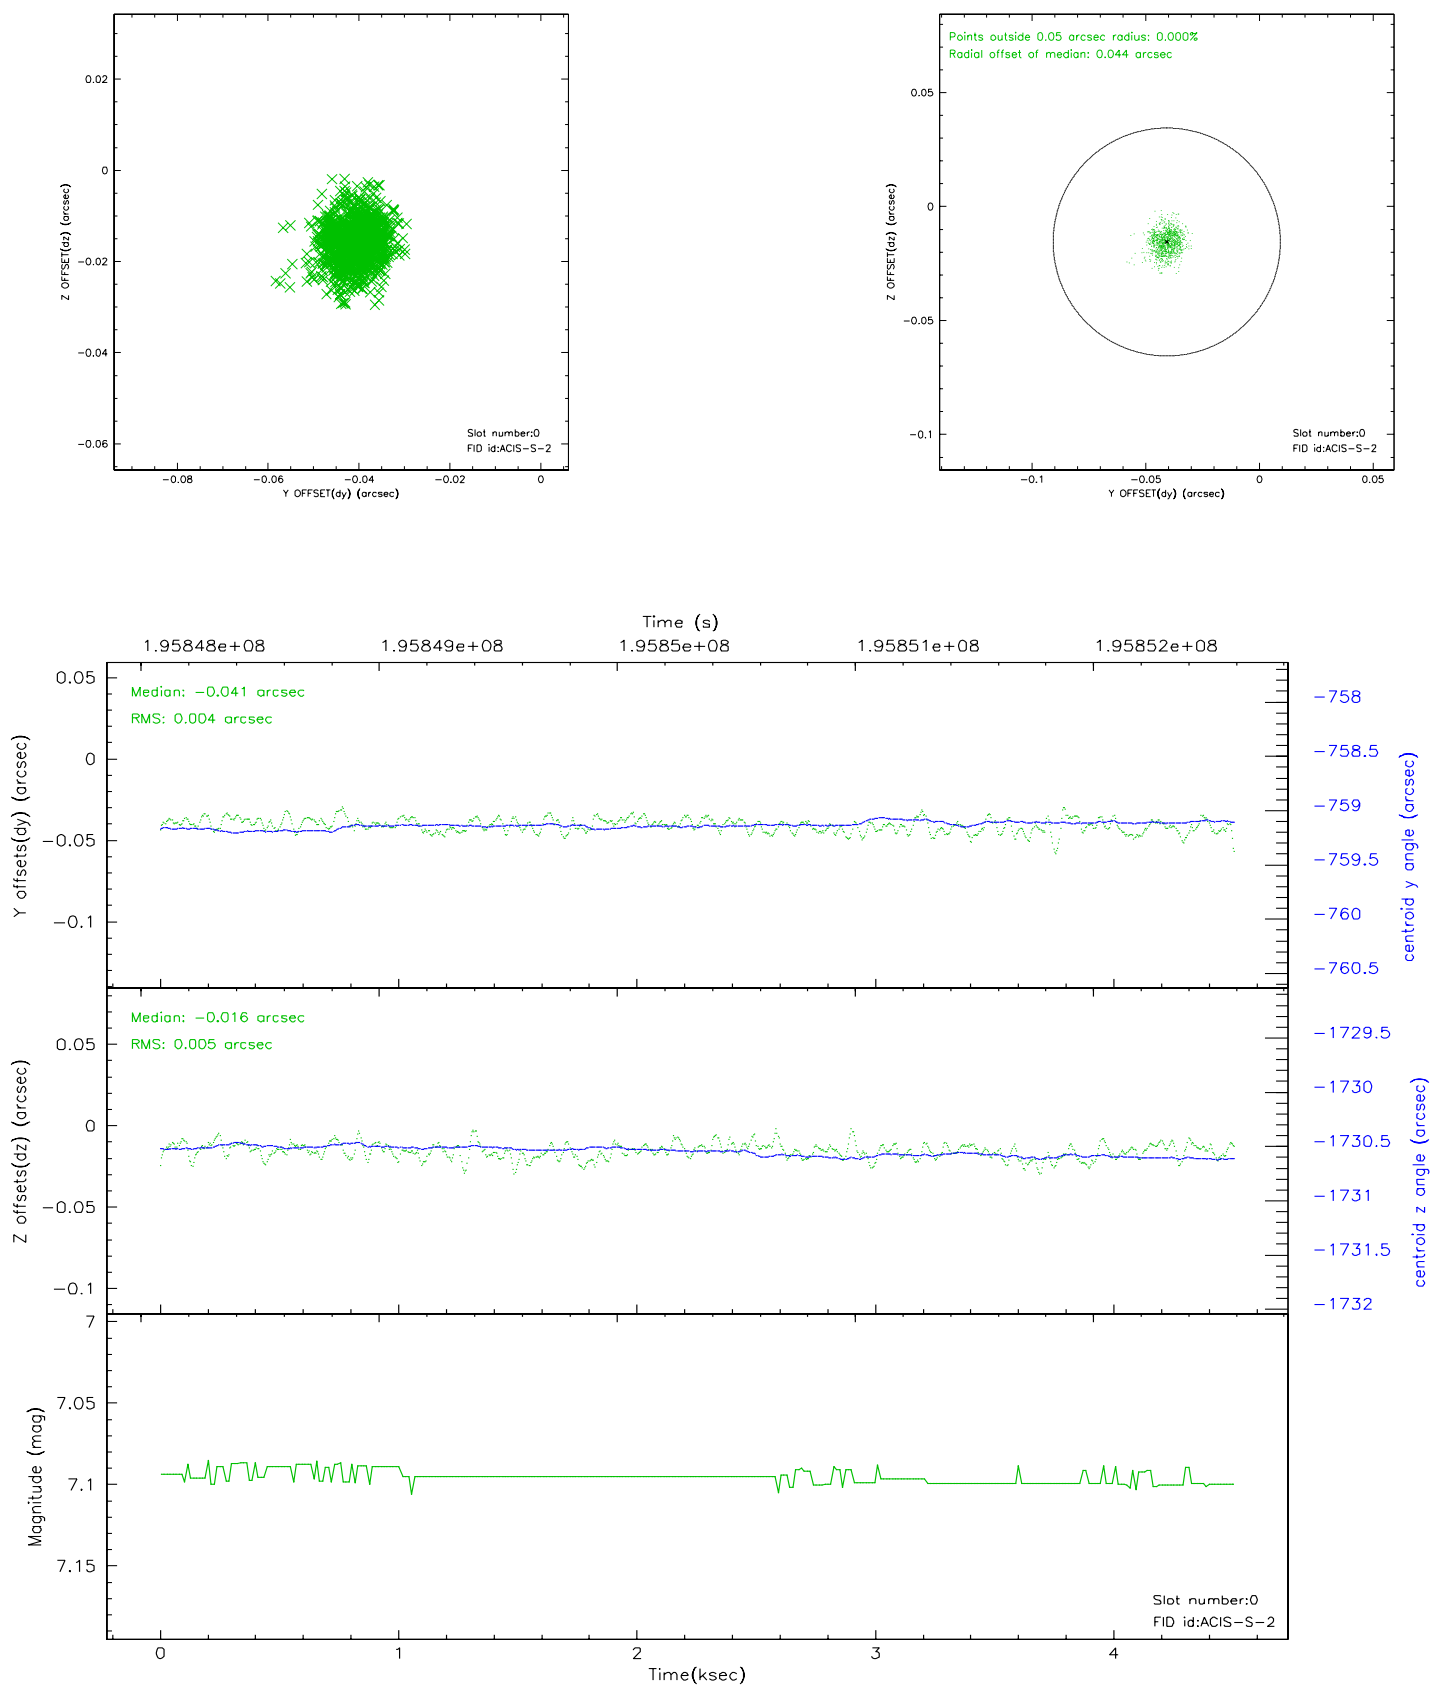 0.02
0
-0.02
-0.04
-0.06
Z OFFSET(dz) (arcsec)
Slot number:0
FID id:ACIS-S-2
-0.08
-0.06
-0.04
-0.02
0
Y OFFSET(dy) (arcsec)
Points outside 0.05 arcsec radius: 0.000%
Radial offset of median: 0.044 arcsec
0.05
0
-0.05
-0.1
Z OFFSET(dz) (arcsec)
Slot number:0
FID id:ACIS-S-2
-0.1
-0.05
0
0.05
Y OFFSET(dy) (arcsec)
Time (s)
1.95848e+08
1.95849e+08
1.9585e+08
1.95851e+08
1.95852e+08
Median: -0.041 arcsec
RMS: 0.004 arcsec
0.05
0
-0.05
-0.1
Y offsets(dy) (arcsec)
-758
-758.5
-759
-759.5
-760
-760.5
centroid y angle (arcsec)
Median: -0.016 arcsec
RMS: 0.005 arcsec
0.05
0
-0.05
-0.1
Z offsets(dz) (arcsec)
-1729.5
-1730
-1730.5
-1731
-1731.5
-1732
centroid z angle (arcsec)
7
7.05
7.1
7.15
Magnitude (mag)
Slot number:0
FID id:ACIS-S-2
0
1
2
3
4
Time(ksec)